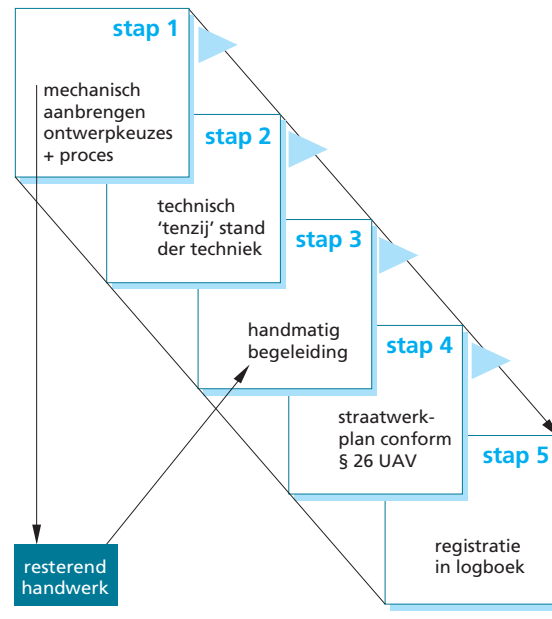 stap 1
mechanisch
aanbrengen
ontwerpkeuzes
+ proces
stap 2
technisch
‘tenzij’ stand
der techniek
stap 3
handmatig
begeleiding
stap 4
straatwerk-
plan conform
§ 26 UAV
stap 5
registratie
in logboek
resterend
handwerk